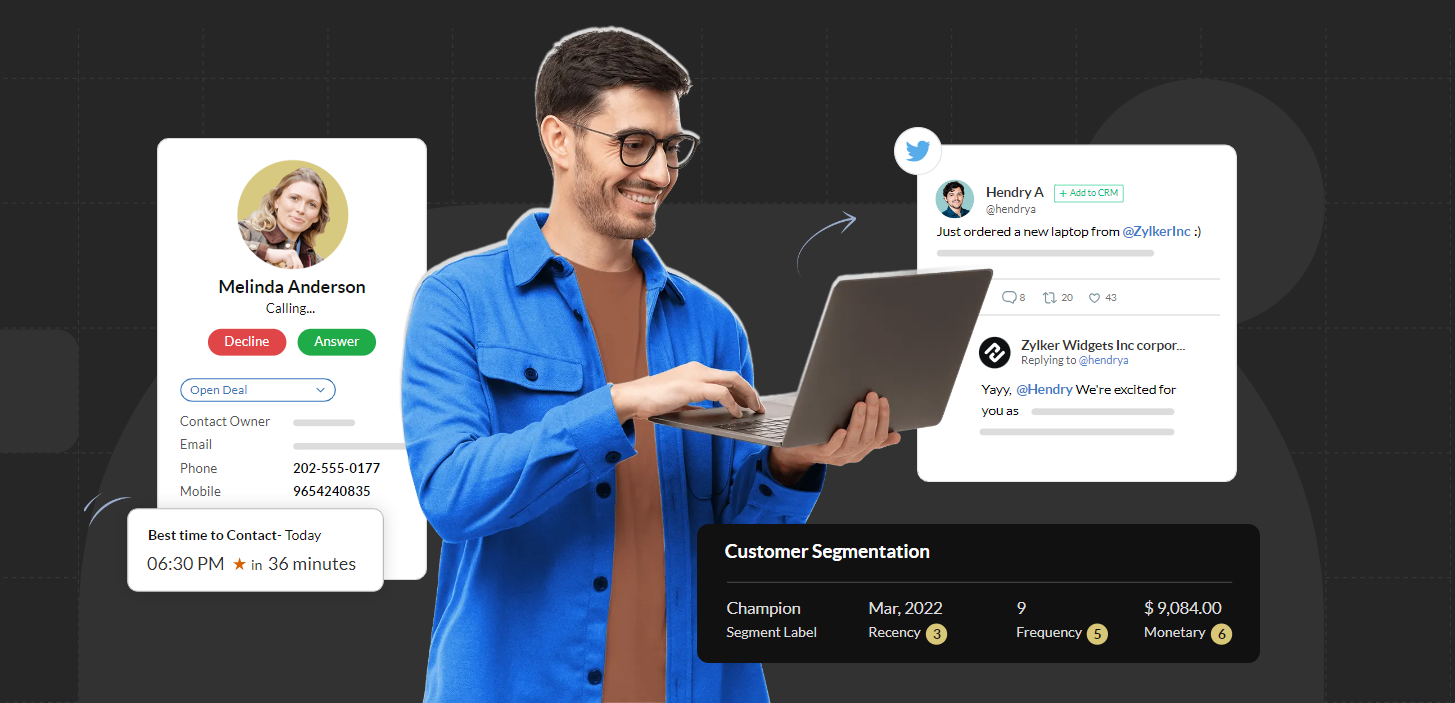 Melinda Anderson
Calling...
Decline Answer
Open Deal
Contact Owner
Email
Phone 202-555-0177
Mobile 9654240835
Best time to Contact- Today
06:30 PM ★ in 36 minutes
Hendry A + Add to CRM
@hendrya
Just ordered a new laptop from @ZylkerInc :)
8 20 43
Zylker Widgets Inc corpor...
Replying to @hendrya
Yayy, @Hendry We're excited for
you as
Customer Segmentation
Champion Mar, 2022 9 $ 9,084.00
Segment Label Recency 3 Frequency 5 Monetary 6